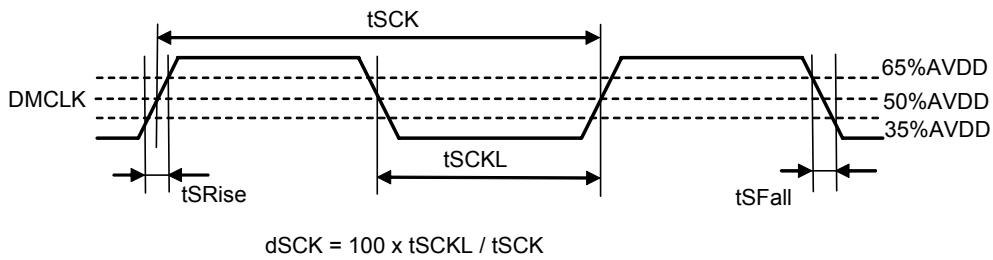 tSCK
65%AVDD
DMCLK
50%AVDD
35%AVDD
tSCKL
tSRise
tSFall
dSCK = 100 x tSCKL / tSCK